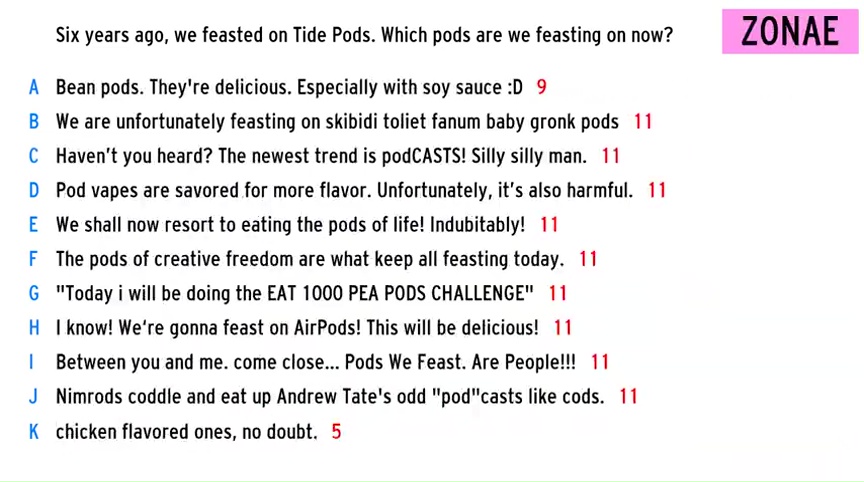 Six years ago, we feasted on Tide Pods. Which pods are we feasting on now?
ZONAE
A Bean pods. They're delicious. Especially with soy sauce :D 9
B We are unfortunately feasting on skibidi toliet fanum baby gronk pods 11
C Haven't you heard? The newest trend is podCASTS! Silly silly man. 11
D Pod vapes are savored for more flavor. Unfortunately, it's also harmful. 11
E We shall now resort to eating the pods of life! Indubitably! 11
F The pods of creative freedom are what keep all feasting today. 11
G "Today i will be doing the EAT 1000 PEA PODS CHALLENGE" 11
H I know! We're gonna feast on AirPods! This will be delicious! 11
I Between you and me. come close... Pods We Feast. Are People!!! 11
J Nimrods coddle and eat up Andrew Tate's odd "pod"casts like cods. 11
K chicken flavored ones, no doubt. 5